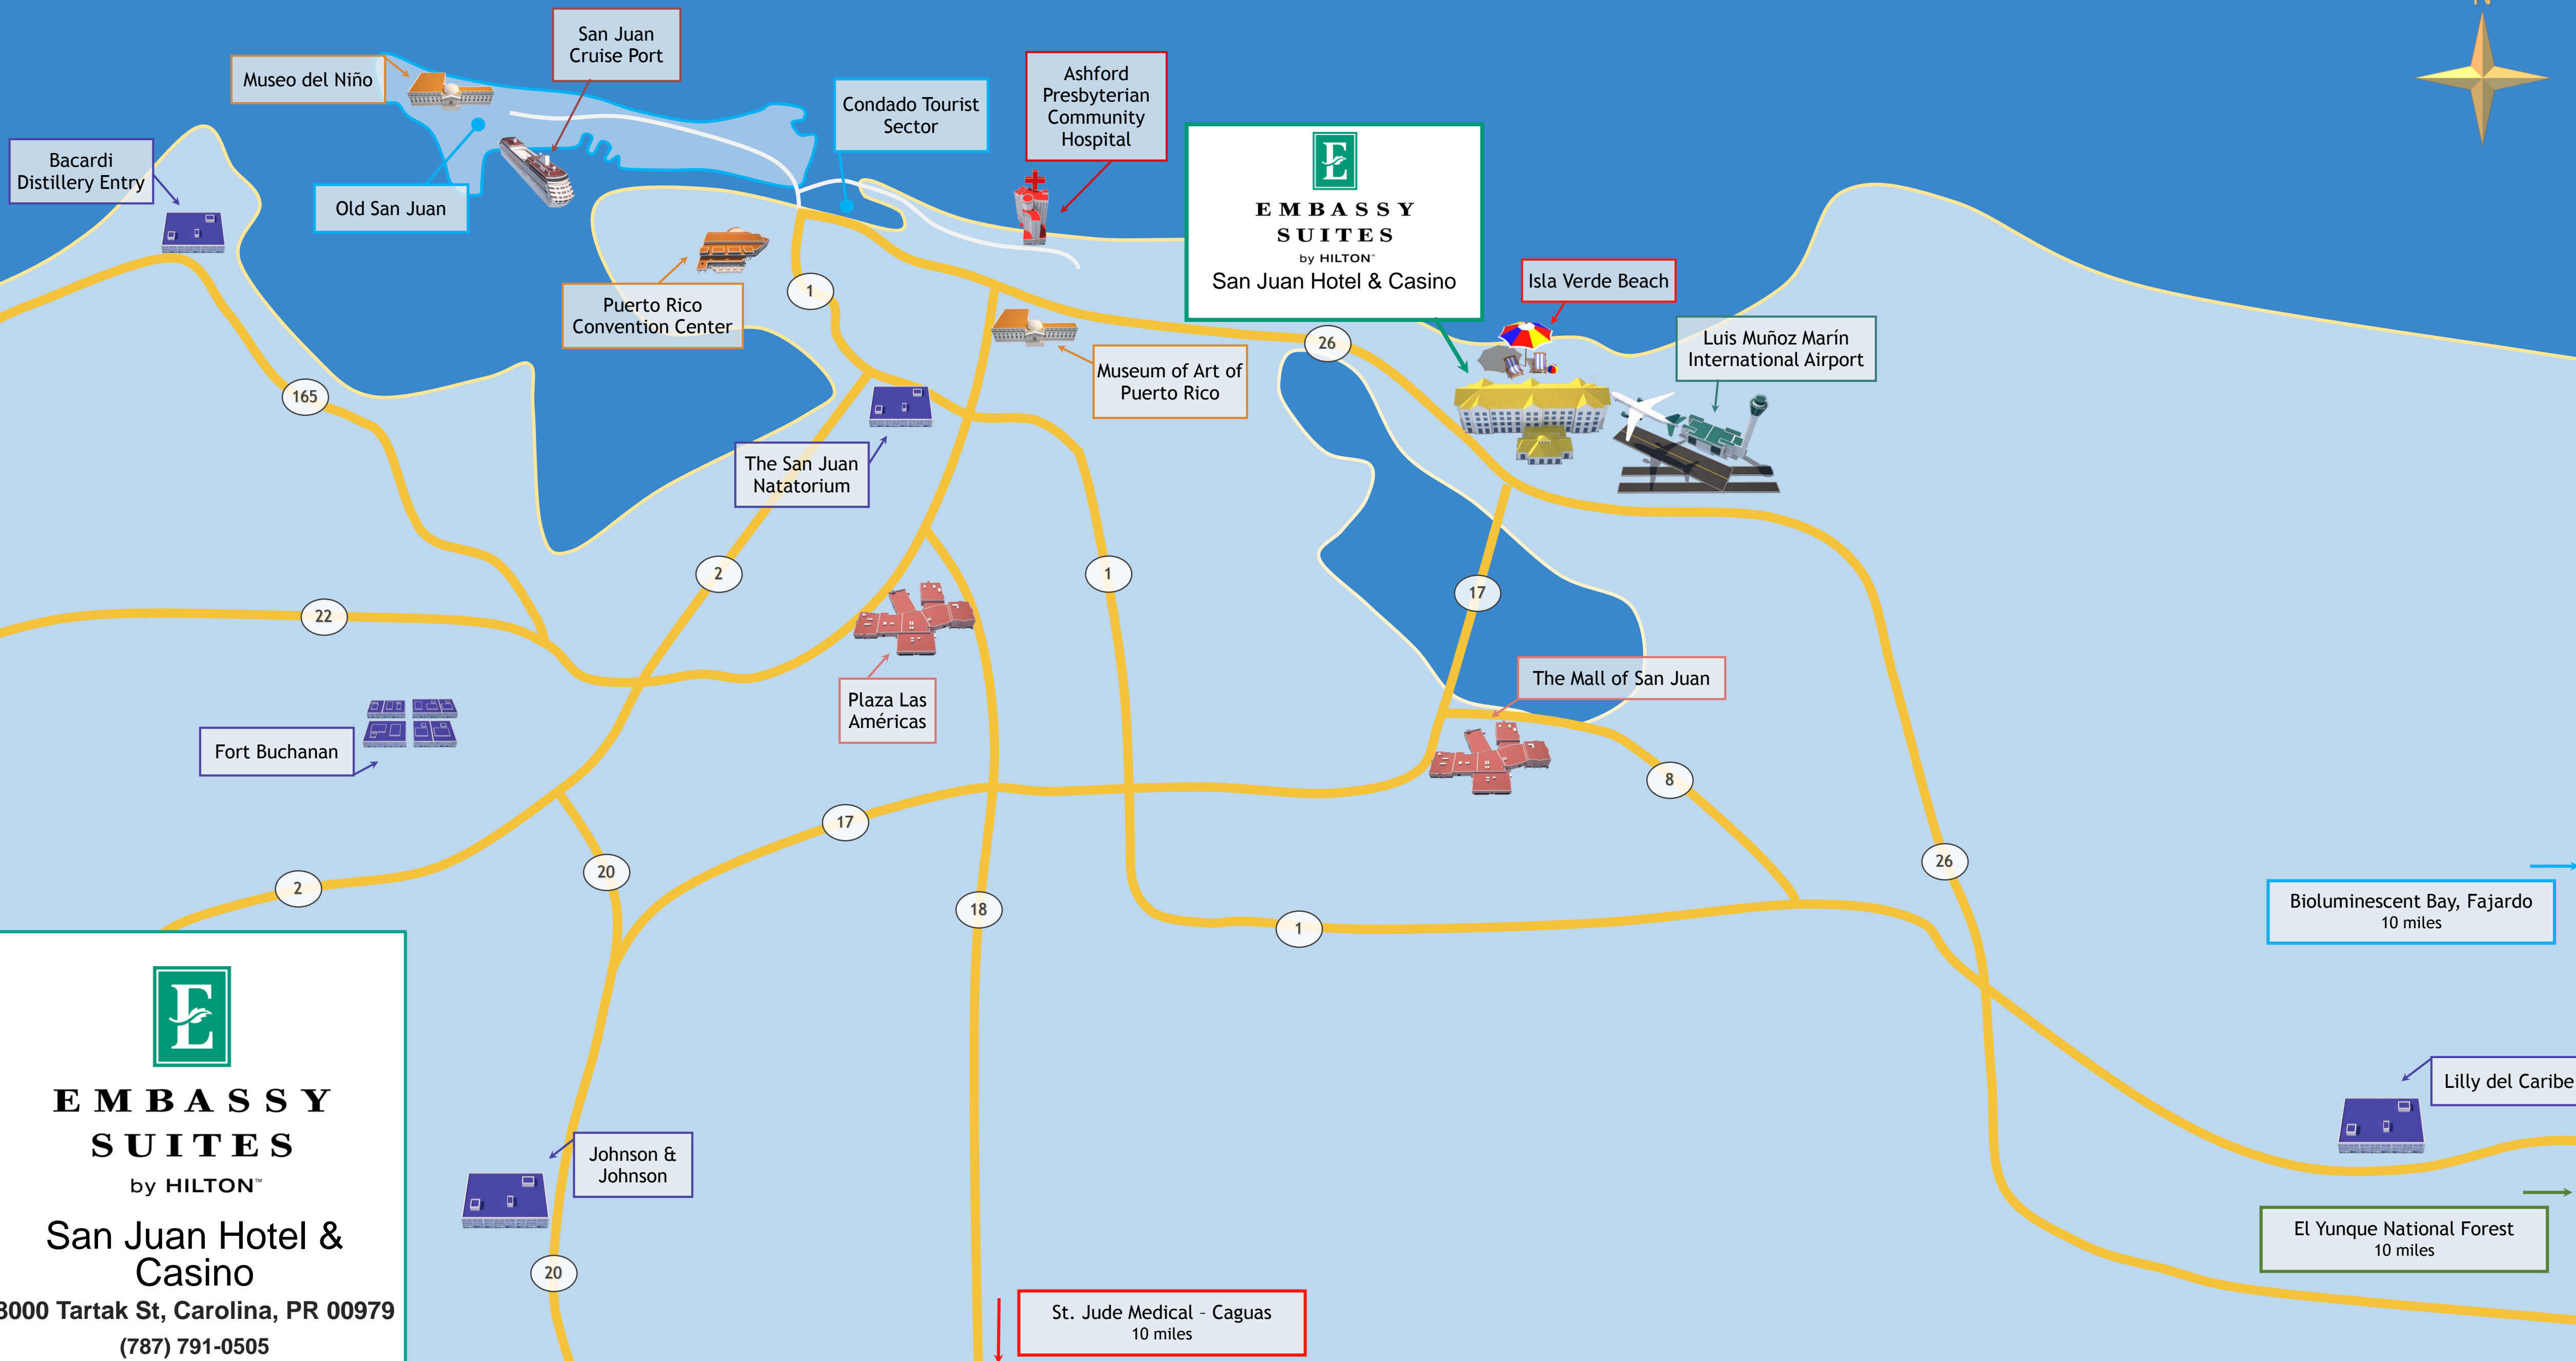 N
San Juan
Cruise Port
Museo del Niño
Ashford
Presbyterian
Community
Hospital
Condado Tourist
Sector
Bacardi
Distillery Entry
Old San Juan
E
EMBASSY
SUITES
by HILTON™
San Juan Hotel & Casino
Isla Verde Beach
Puerto Rico
Convention Center
1
26
Luis Muñoz Marín
International Airport
Museum of Art of
Puerto Rico
165
The San Juan
Natatorium
2
1
17
22
Plaza Las
Américas
The Mall of San Juan
Fort Buchanan
8
17
20
26
2
18
1
Bioluminescent Bay, Fajardo
10 miles
E
EMBASSY
SUITES
by HILTON™
San Juan Hotel &
Casino
8000 Tartak St, Carolina, PR 00979
(787) 791-0505
Lilly del Caribe
Johnson &
Johnson
20
El Yunque National Forest
10 miles
St. Jude Medical – Caguas
10 miles